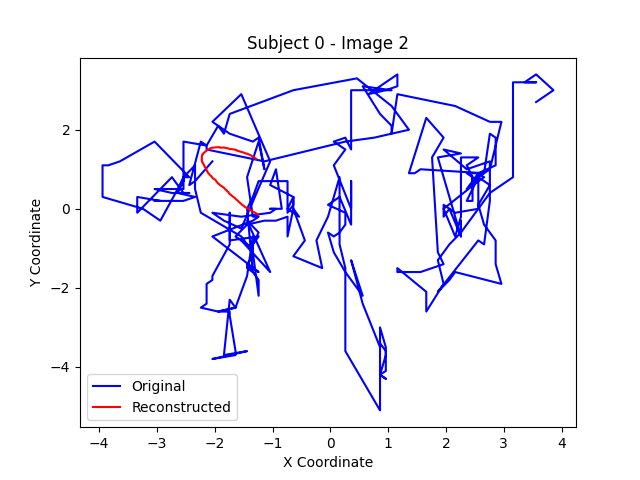 Subject 0 - Image 2
Y Coordinate
2
0
−2
−4
−4 −3 −2 −1 0 1 2 3 4
X Coordinate
Original
Reconstructed